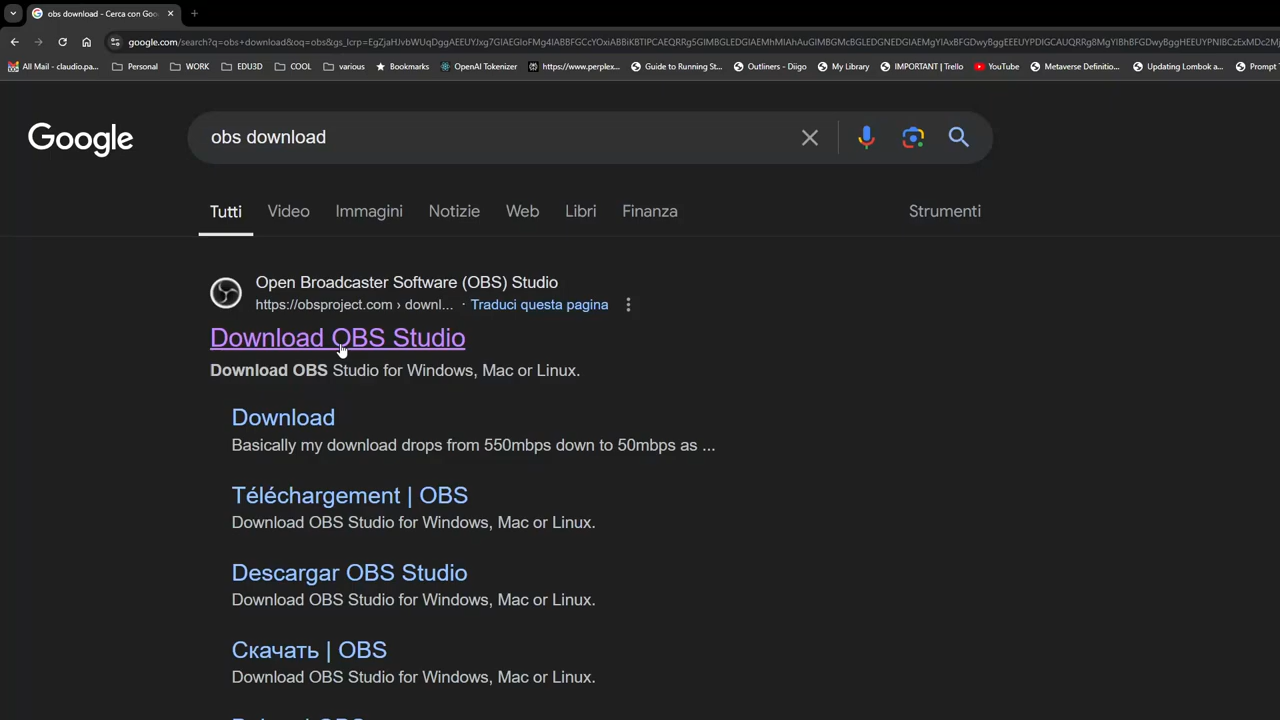 obs download - Cerca con Goo
google.com/search?q=obs+download&oq=obs&gs_lcrp=
All Mail - claudio.pa... Personal WORK EDU3D COOL various Bookmarks OpenAI Tokenizer https://www.perplex... Guide to Running St... Outliners - Diigo My Library IMPORTANT | Trello YouTube Metaverse Definitio... Updating Lombok a... Prompt
Google
obs download
Tutti Video Immagini Notizie Web Libri Finanza Strumenti
Open Broadcaster Software (OBS) Studio
https://obsproject.com › downl... · Traduci questa pagina
Download OBS Studio
Download OBS Studio for Windows, Mac or Linux.
Download
Basically my download drops from 550mbps down to 50mbps as ...
Téléchargement | OBS
Download OBS Studio for Windows, Mac or Linux.
Descargar OBS Studio
Download OBS Studio for Windows, Mac or Linux.
Скачать | OBS
Download OBS Studio for Windows, Mac or Linux.